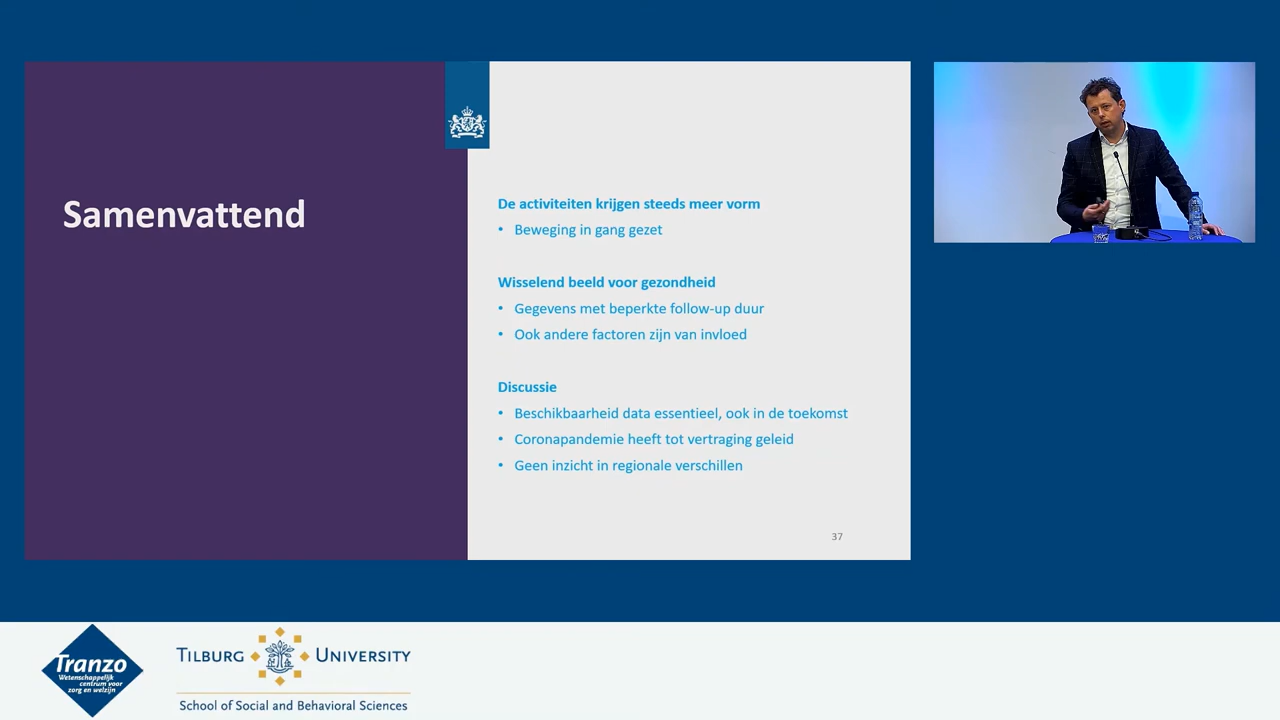 Samenvattend
De activiteiten krijgen steeds meer vorm
• Beweging in gang gezet
Wisselend beeld voor gezondheid
• Gegevens met beperkte follow-up duur
• Ook andere factoren zijn van invloed
Discussie
• Beschikbaarheid data essentieel, ook in de toekomst
• Coronapandemie heeft tot vertraging geleid
• Geen inzicht in regionale verschillen
37
Tranzo
Wetenschappelijk
centrum voor
zorg en welzijn
TILBURG UNIVERSITY
School of Social and Behavioral Sciences